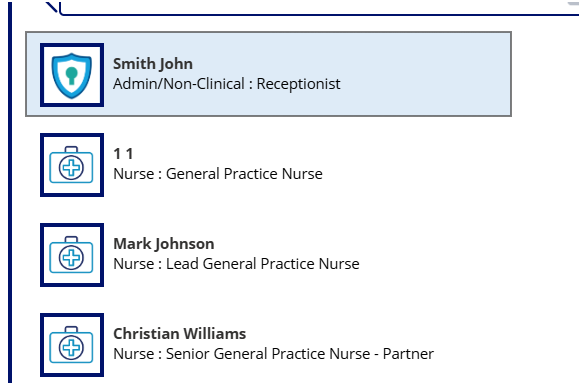 Smith John
Admin/Non-Clinical : Receptionist
1 1
Nurse : General Practice Nurse
Mark Johnson
Nurse : Lead General Practice Nurse
Christian Williams
Nurse : Senior General Practice Nurse - Partner